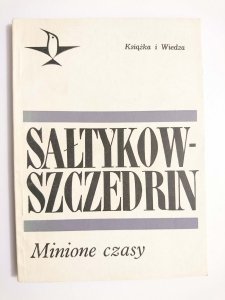 Książka i Wiedza
SAŁTYKOW-
SZCZEDRIN
Minione czasy